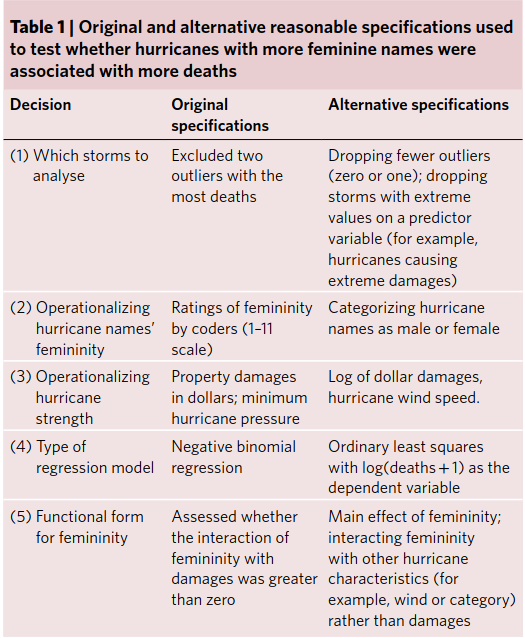 Table 1 | Original and alternative reasonable specifications used
to test whether hurricanes with more feminine names were
associated with more deaths
Decision
Original
specifications
Alternative specifications
(1) Which storms to
analyse
Excluded two
outliers with the
most deaths
Dropping fewer outliers
(zero or one); dropping
storms with extreme
values on a predictor
variable (for example,
hurricanes causing
extreme damages)
(2) Operationalizing
hurricane names’
femininity
Ratings of femininity
by coders (1–11
scale)
Categorizing hurricane
names as male or female
(3) Operationalizing
hurricane
strength
Property damages
in dollars; minimum
hurricane pressure
Log of dollar damages,
hurricane wind speed.
(4) Type of
regression model
Negative binomial
regression
Ordinary least squares
with log(deaths + 1) as the
dependent variable
(5) Functional form
for femininity
Assessed whether
the interaction of
femininity with
damages was greater
than zero
Main effect of femininity;
interacting femininity
with other hurricane
characteristics (for
example, wind or category)
rather than damages